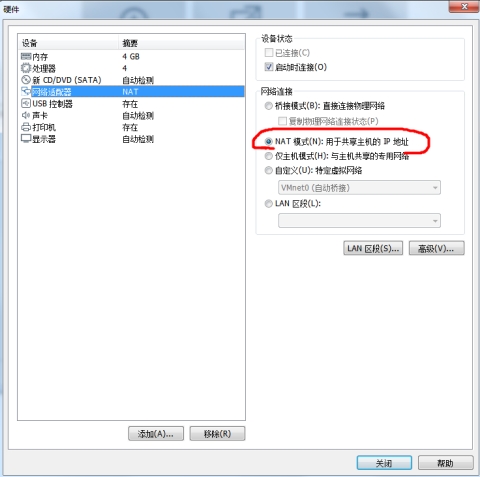 硬件
设备 摘要
内存 4 GB
处理器 4
新 CD/DVD (SATA) 自动检测
网络适配器 NAT
USB 控制器 存在
声卡 自动检测
打印机 存在
显示器 自动检测
添加(A)... 移除(R)
设备状态
已连接(C)
启动时连接(O)
网络连接
桥接模式(B): 直接连接物理网络
复制物理网络连接状态(P)
NAT 模式(N): 用于共享主机的 IP 地址
仅主机模式(H): 与主机共享的专用网络
自定义(U): 特定虚拟网络
VMnet0 (自动桥接)
LAN 区段(L):
LAN 区段(S)... 高级(V)...
关闭 帮助